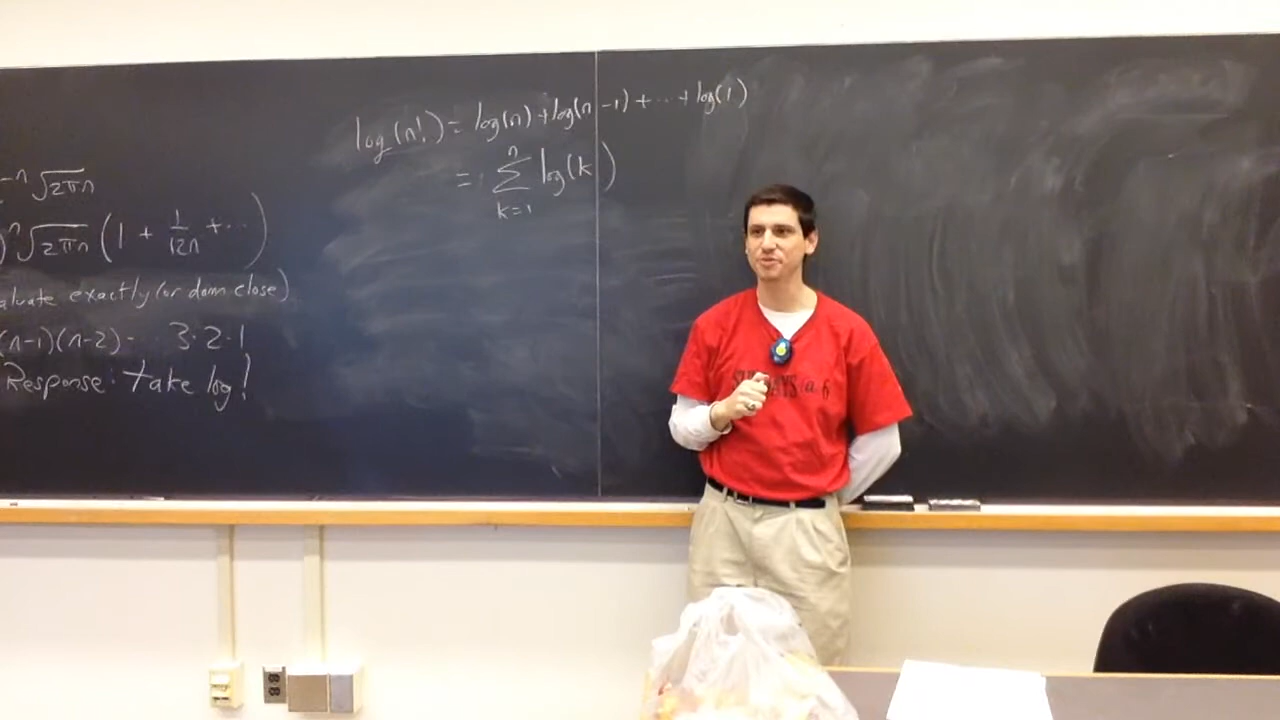 -n √2πn
)ⁿ √2πn (1 + 1/12n + ...)
aluate exactly (or damn close)
(n-1)(n-2)... 3·2·1
Response: take log!
log(n!) = log(n) + log(n-1) + ... + log(1)
= n∑k=1 log(k)